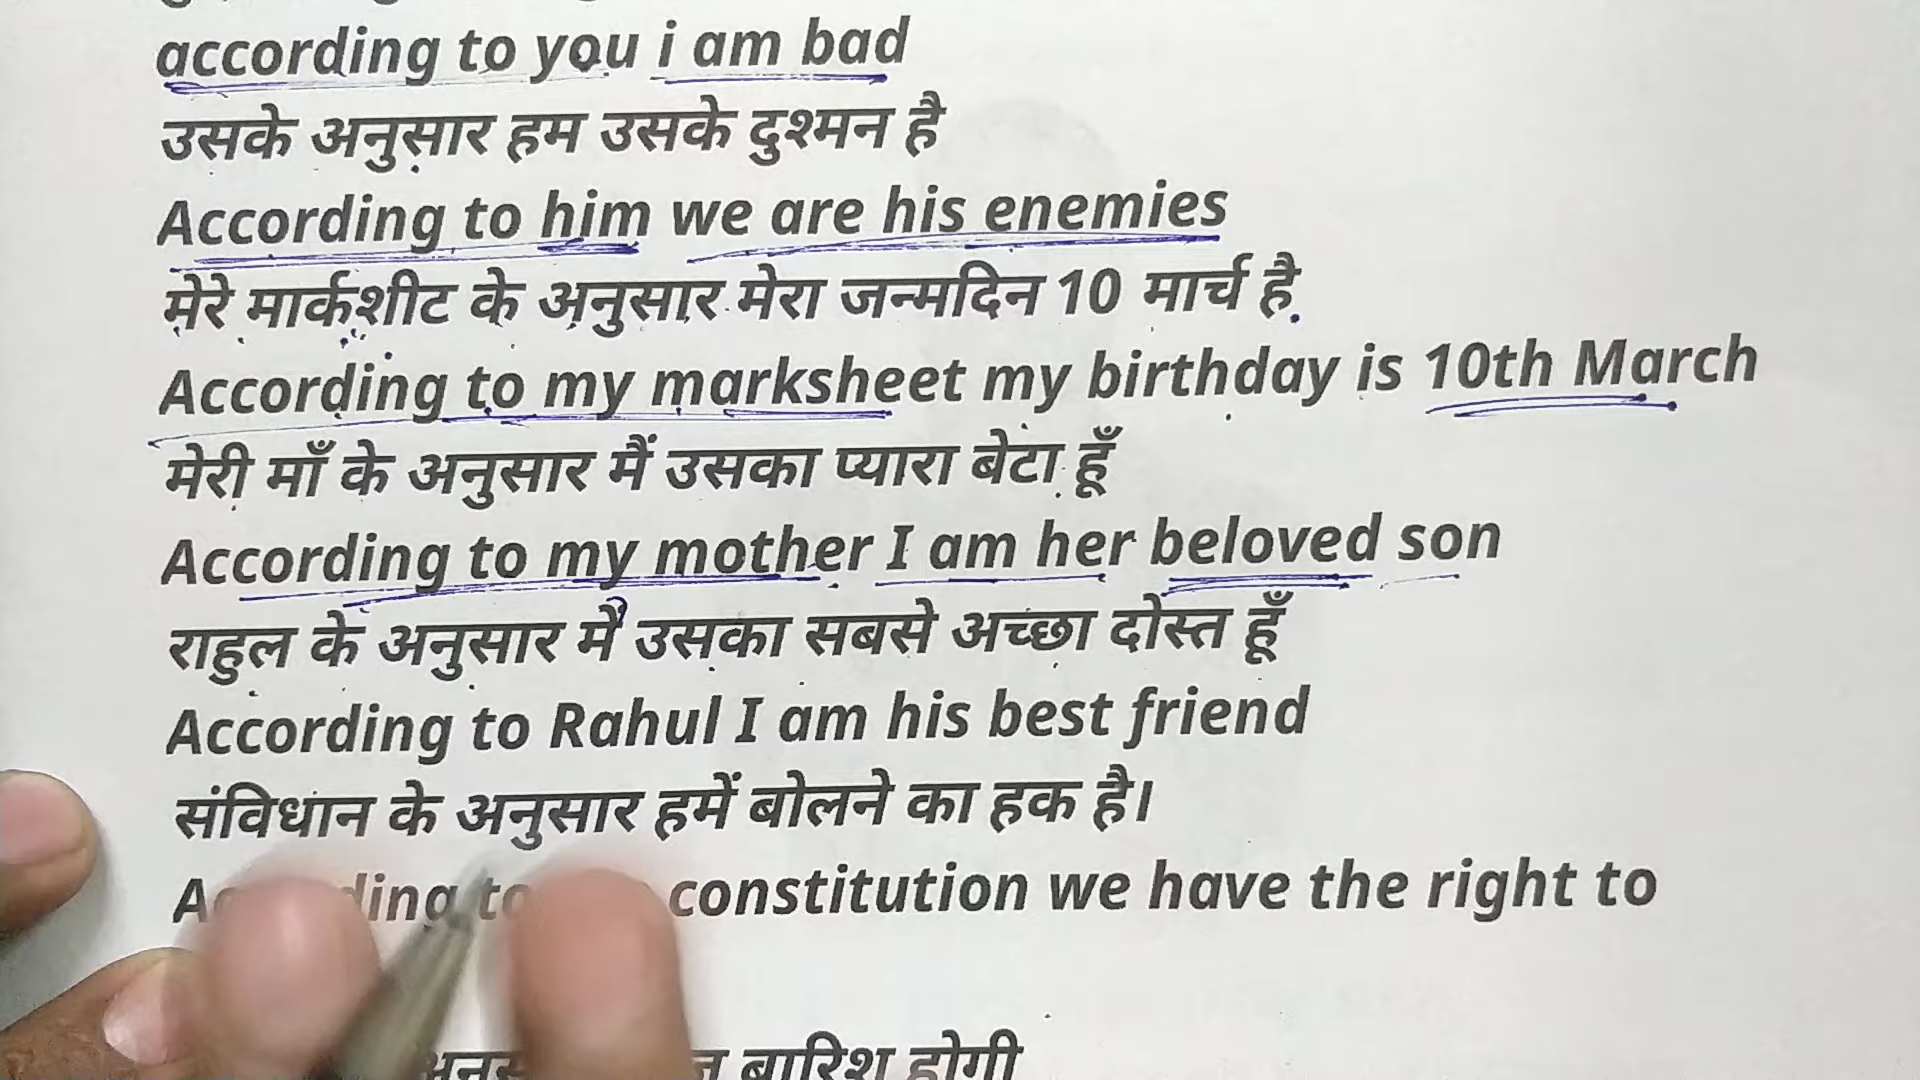 according to you i am bad
उसके अनुसार हम उसके दुश्मन है
According to him we are his enemies
मेरे मार्कशीट के अनुसार मेरा जन्मदिन 10 मार्च है
According to my marksheet my birthday is 10th March
मेरी माँ के अनुसार मैं उसका प्यारा बेटा हूँ
According to my mother I am her beloved son
राहुल के अनुसार मैं उसका सबसे अच्छा दोस्त हूँ
According to Rahul I am his best friend
संविधान के अनुसार हमें बोलने का हक है।
constitution we have the right to
बारिश होगी